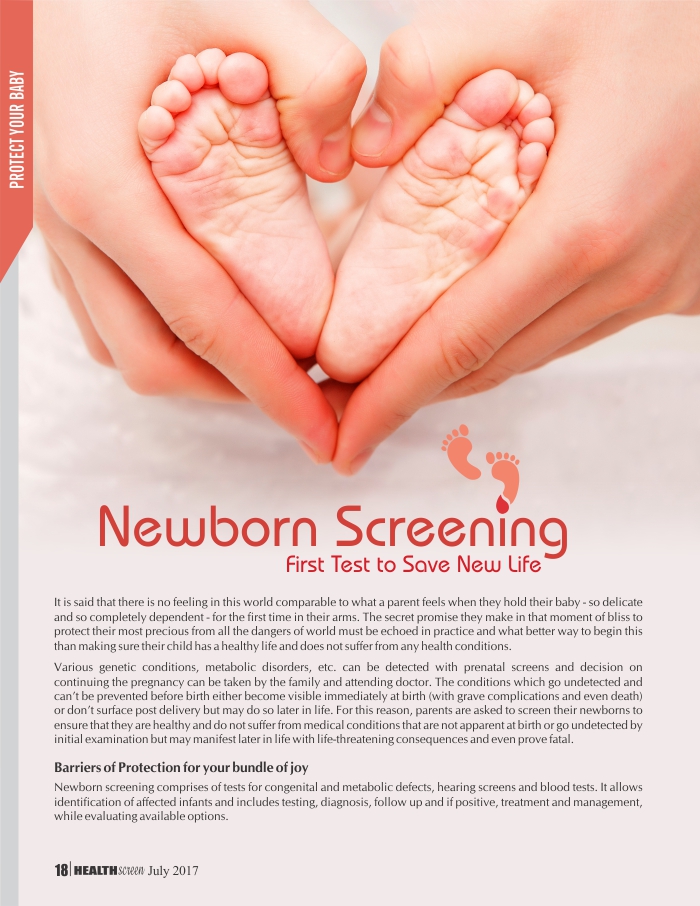 PROTECT YOUR BABY
Newborn Screening
First Test to Save New Life
It is said that there is no feeling in this world comparable to what a parent feels when they hold their baby - so delicate
and so completely dependent - for the first time in their arms. The secret promise they make in that moment of bliss to
protect their most precious from all the dangers of world must be echoed in practice and what better way to begin this
than making sure their child has a healthy life and does not suffer from any health conditions.
Various genetic conditions, metabolic disorders, etc. can be detected with prenatal screens and decision on
continuing the pregnancy can be taken by the family and attending doctor. The conditions which go undetected and
can't be prevented before birth either become visible immediately at birth (with grave complications and even death)
or don't surface post delivery but may do so later in life. For this reason, parents are asked to screen their newborns to
ensure that they are healthy and do not suffer from medical conditions that are not apparent at birth or go undetected by
initial examination but may manifest later in life with life-threatening consequences and even prove fatal.
Barriers of Protection for your bundle of joy
Newborn screening comprises of tests for congenital and metabolic defects, hearing screens and blood tests. It allows
identification of affected infants and includes testing, diagnosis, follow up and if positive, treatment and management,
while evaluating available options.
18 | HEALTHscreen July 2017